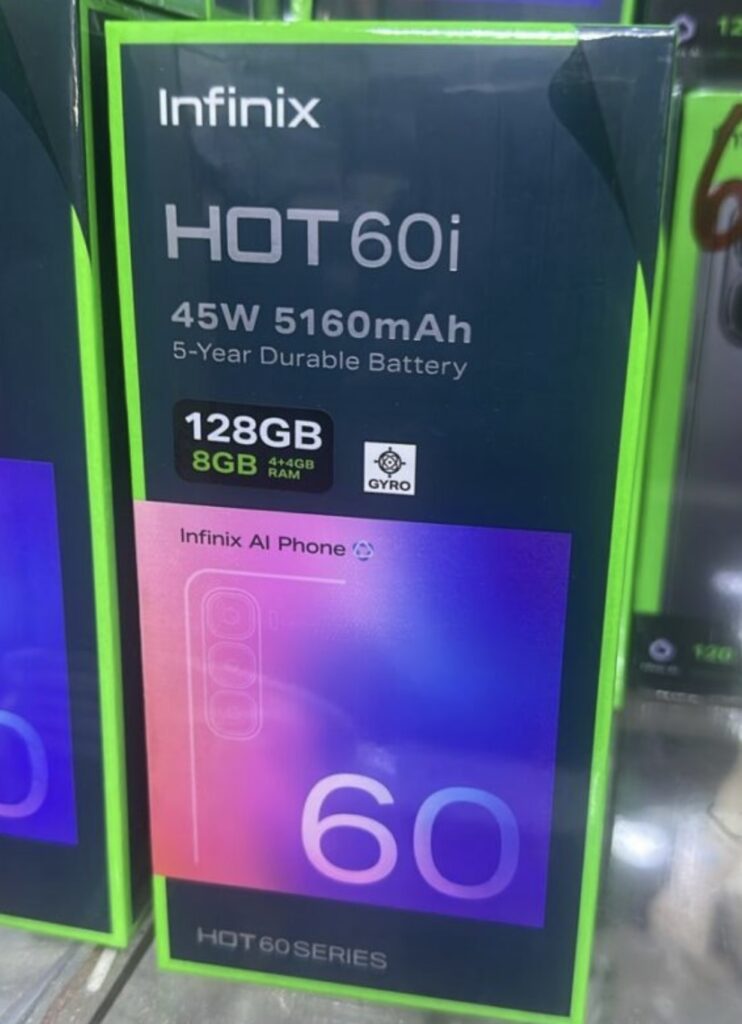 Infinix
HOT 60i
45W 5160mAh
5-Year Durable Battery
128GB
8GB 4+4GB
RAM
GYRO
Infinix AI Phone
60
HOT 60 SERIES
120